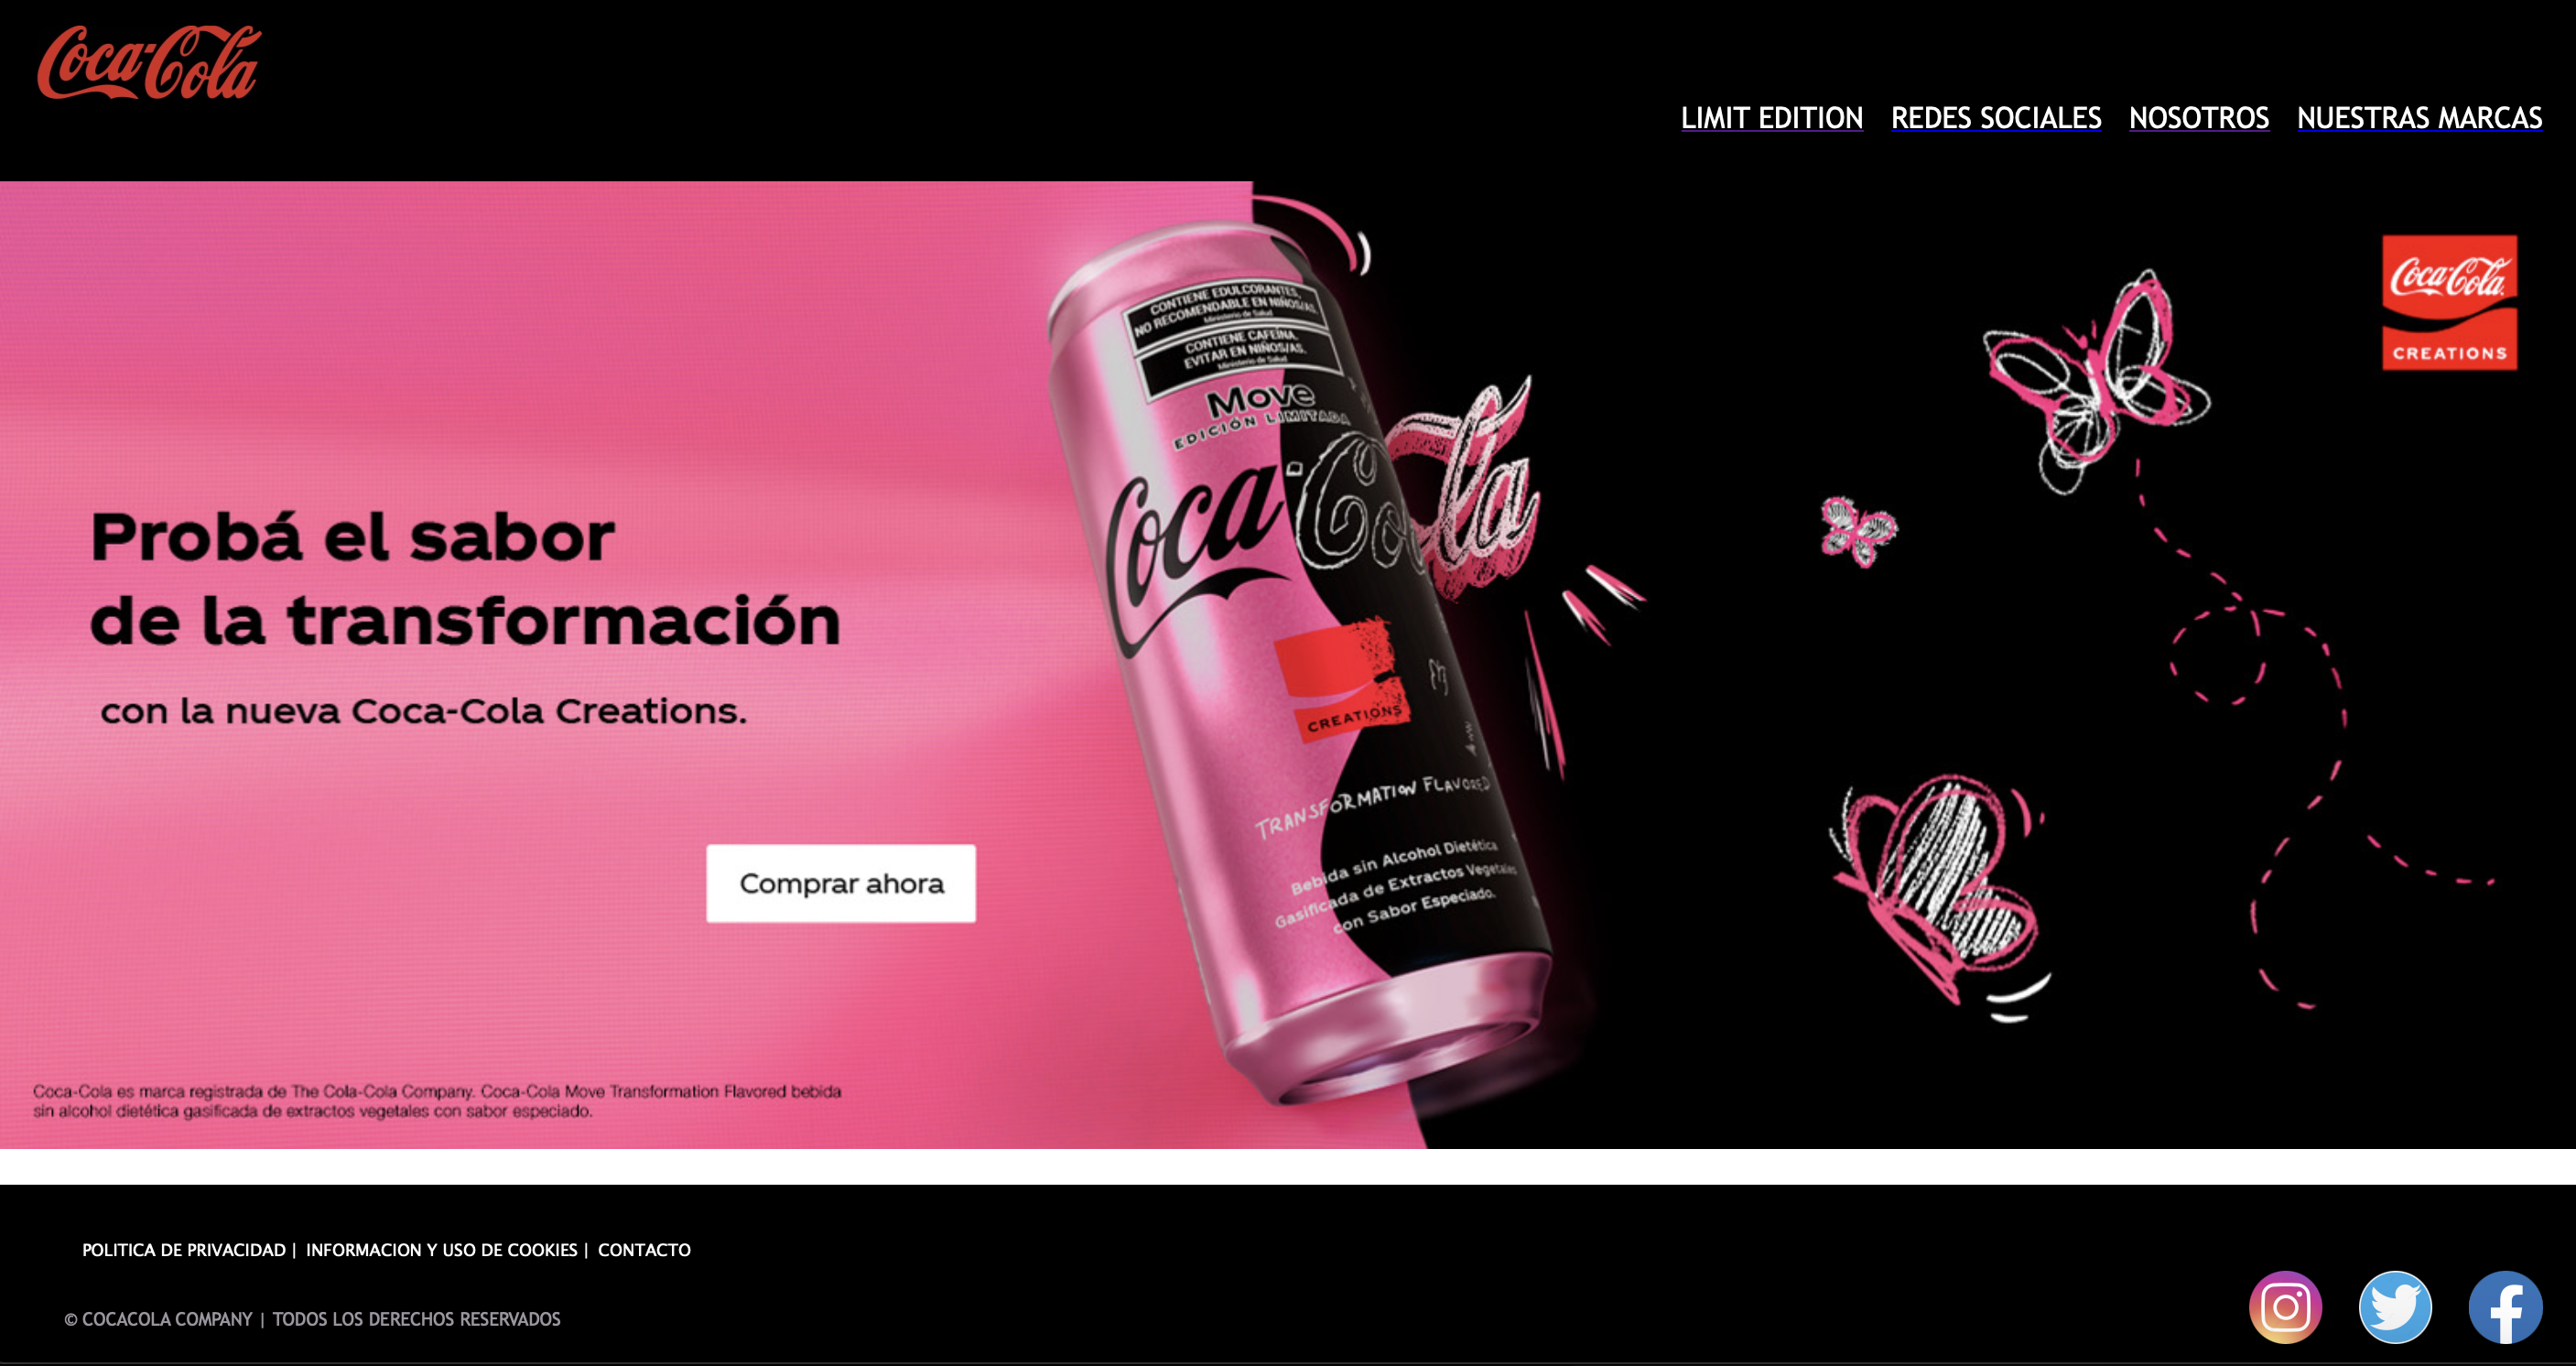 Coca-Cola
LIMIT EDITION REDES SOCIALES NOSOTROS NUESTRAS MARCAS
Coca-Cola
CREATIONS
CONTIENE EDULCORANTES,
NO RECOMENDABLE EN NIÑOS/AS.
Ministerio de Salud
CONTIENE CAFEÍNA.
EVITAR EN NIÑOS/AS.
Ministerio de Salud
Move
EDICIÓN LIMITADA
Coca-Cola
CREATIONS
TRANSFORMATION FLAVORED
Bebida sin Alcohol Dietética
Gasificada de Extractos Vegetales
con Sabor Especiado.
Probá el sabor
de la transformación
con la nueva Coca-Cola Creations.
Comprar ahora
Coca-Cola es marca registrada de The Cola-Cola Company. Coca-Cola Move Transformation Flavored bebida
sin alcohol dietética gasificada de extractos vegetales con sabor especiado.
POLITICA DE PRIVACIDAD | INFORMACION Y USO DE COOKIES | CONTACTO
© COCACOLA COMPANY | TODOS LOS DERECHOS RESERVADOS